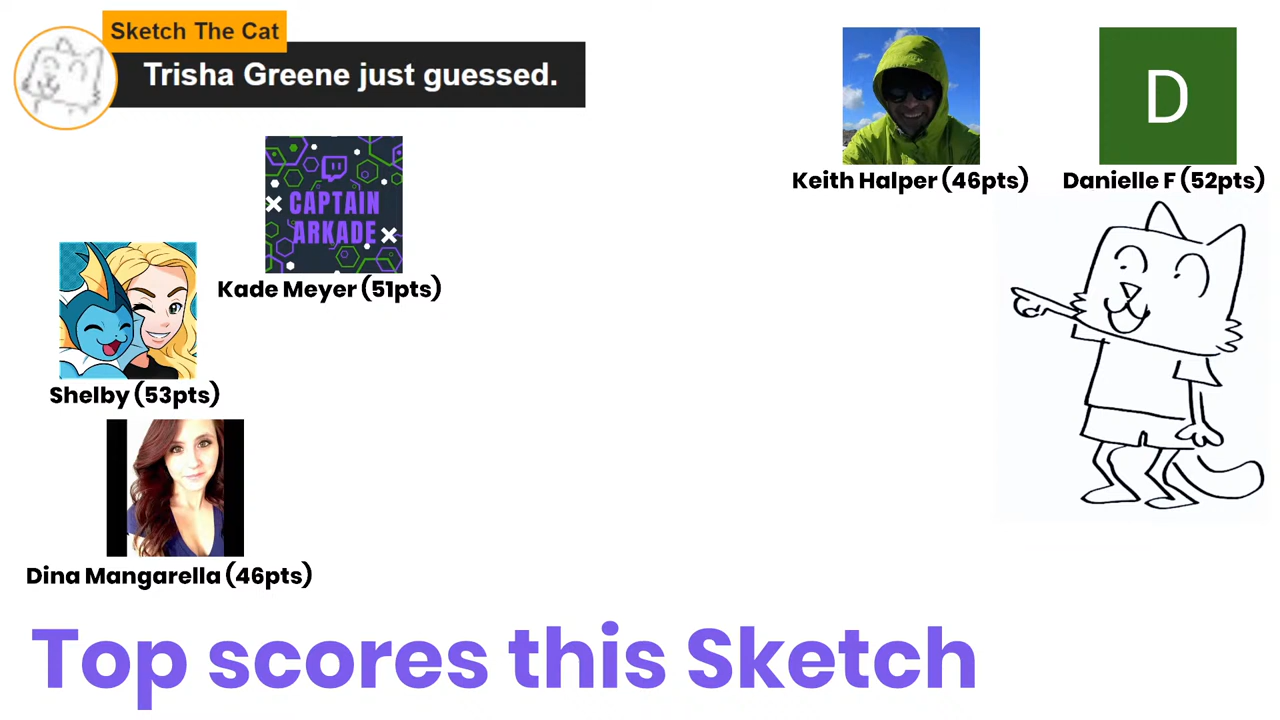 Sketch The Cat
Trisha Greene just guessed.
D
Keith Halper (46pts)
Danielle F (52pts)
CAPTAIN
ARKADE
Kade Meyer (51pts)
Shelby (53pts)
Dina Mangarella (46pts)
Top scores this Sketch